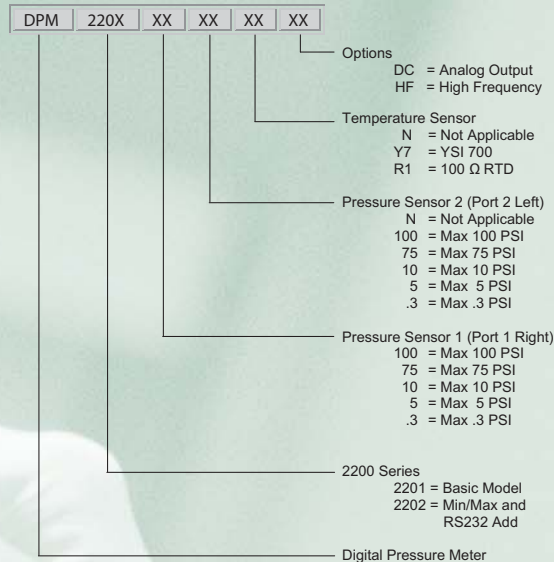 DPM 220X XX XX XX XX
Options
DC = Analog Output
HF = High Frequency
Temperature Sensor
N = Not Applicable
Y7 = YSI 700
R1 = 100 Ω RTD
Pressure Sensor 2 (Port 2 Left)
N = Not Applicable
100 = Max 100 PSI
75 = Max 75 PSI
10 = Max 10 PSI
5 = Max 5 PSI
.3 = Max .3 PSI
Pressure Sensor 1 (Port 1 Right)
100 = Max 100 PSI
75 = Max 75 PSI
10 = Max 10 PSI
5 = Max 5 PSI
.3 = Max .3 PSI
2200 Series
2201 = Basic Model
2202 = Min/Max and
RS232 Add
Digital Pressure Meter